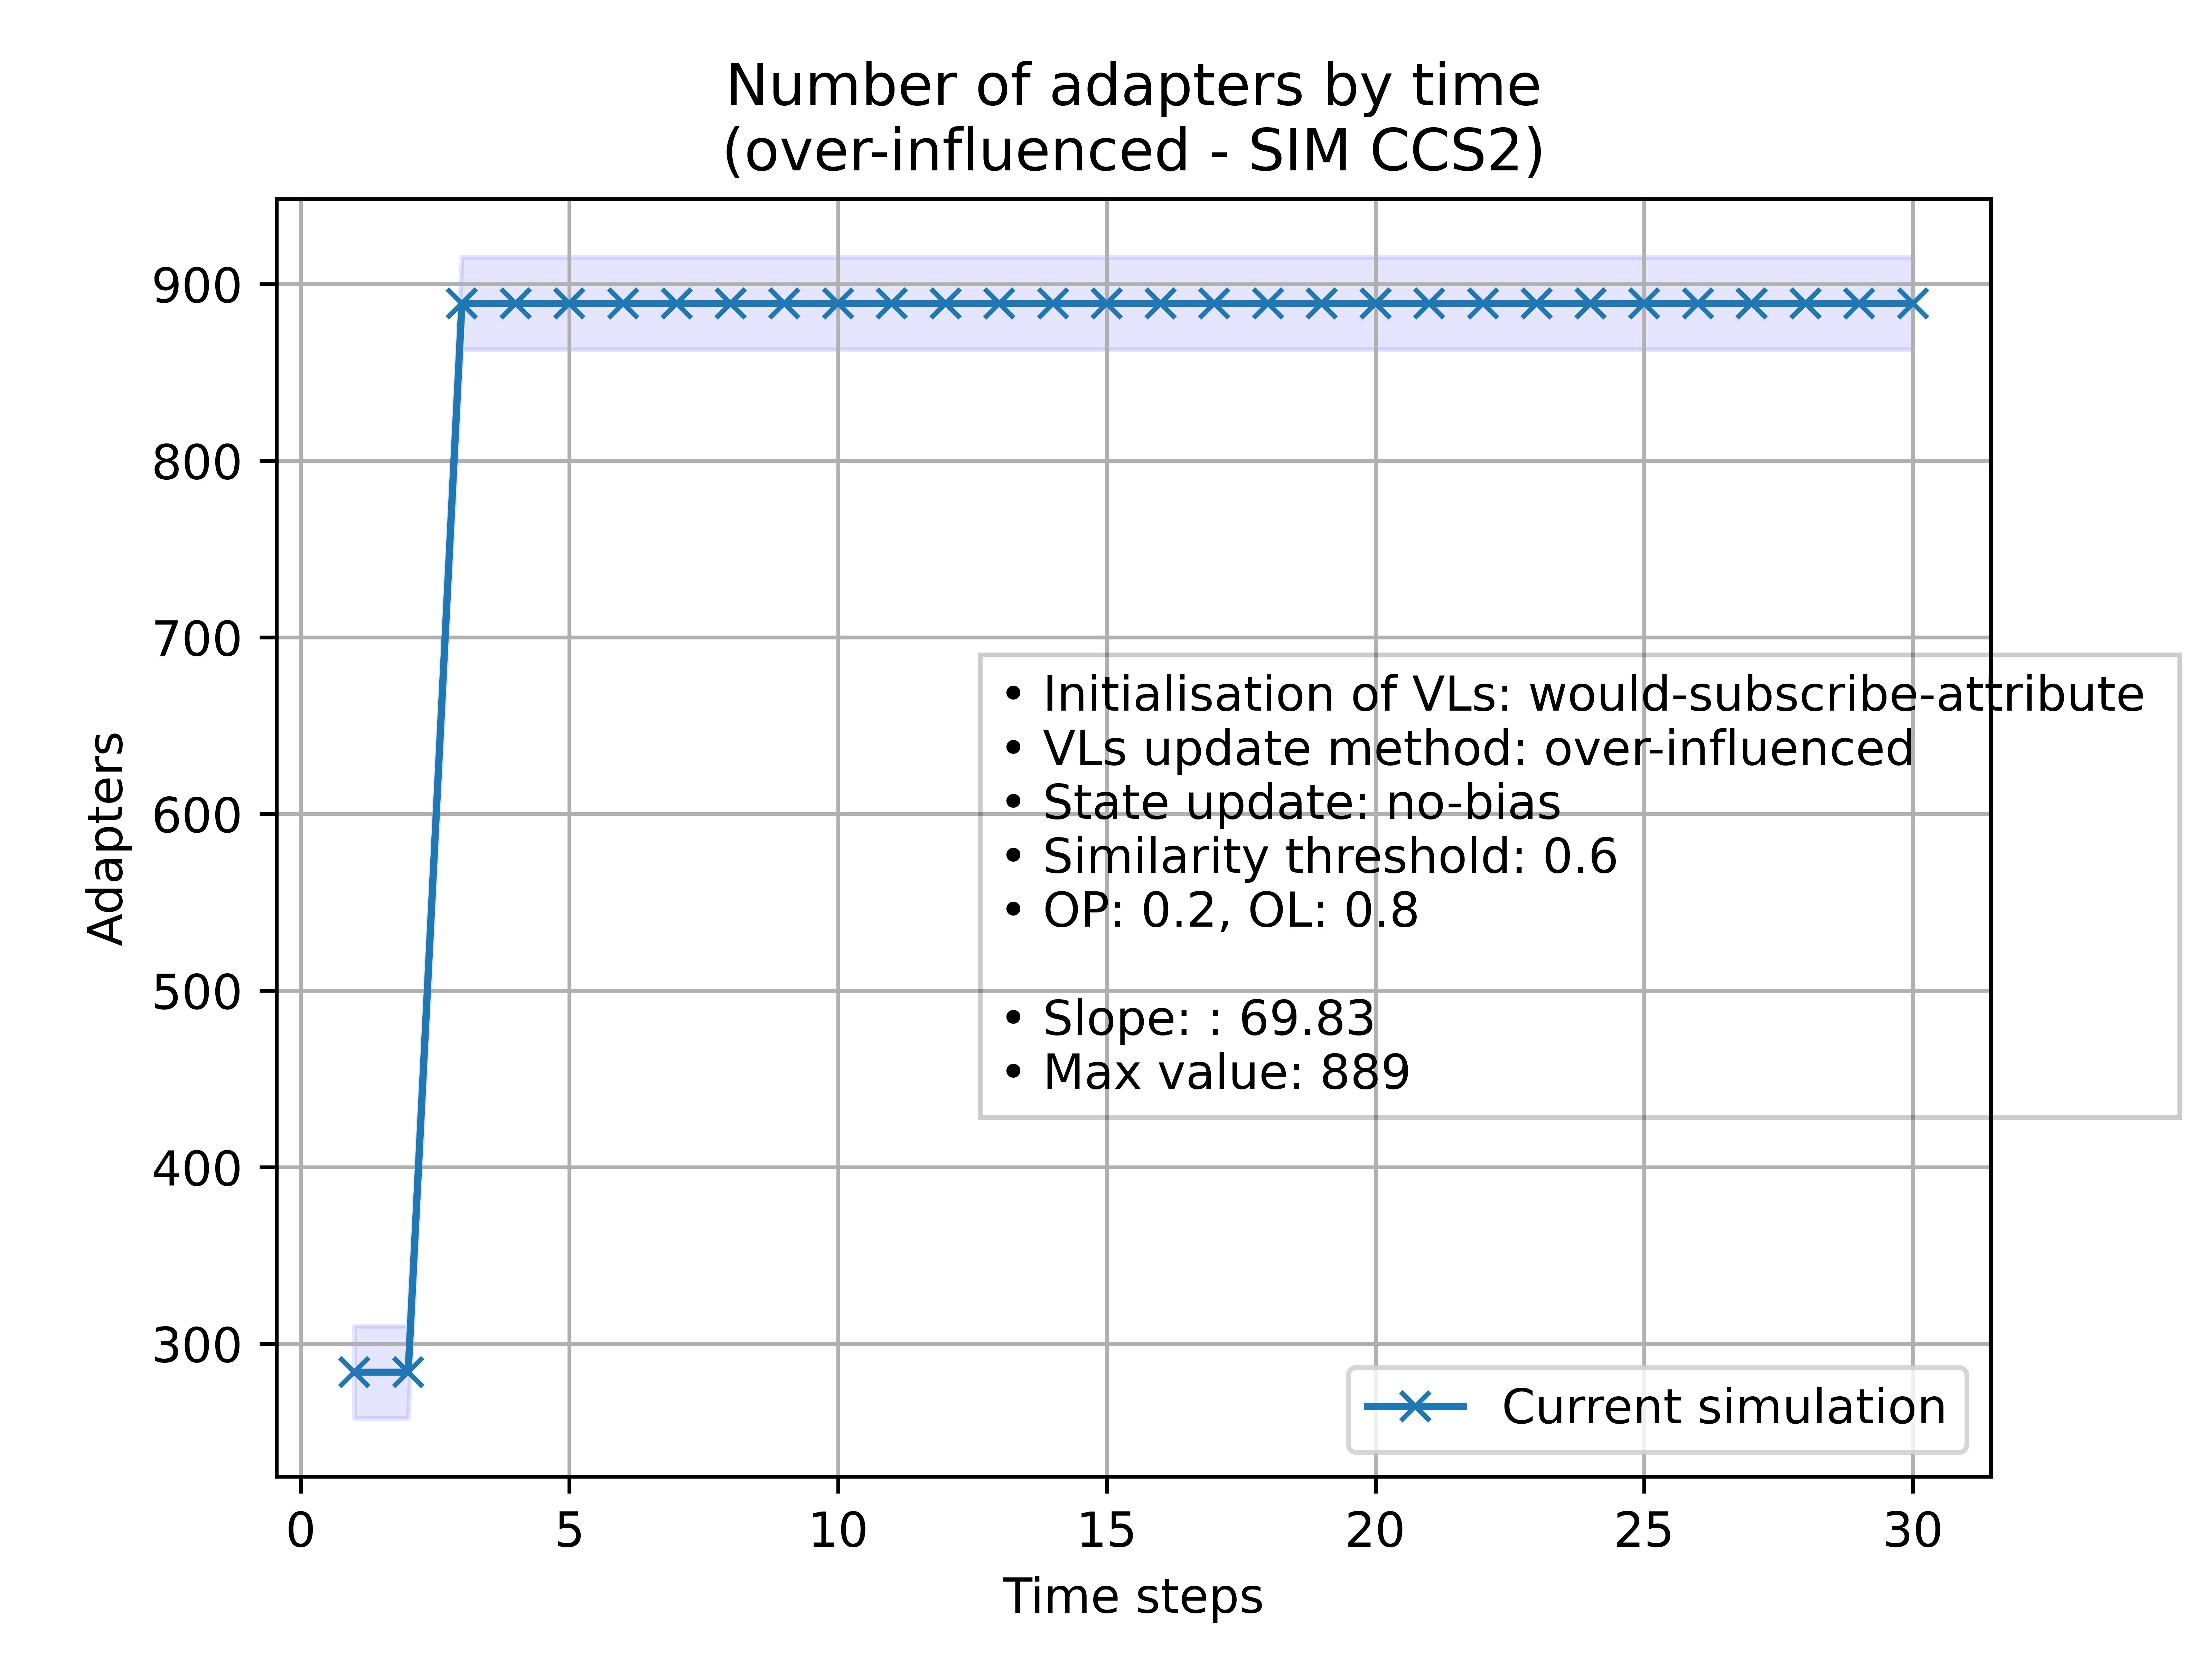 Number of adapters by time
(over-influenced - SIM CCS2)
900
800
700
600
500
400
300
Adapters
• Initialisation of VLs: would-subscribe-attribute
• VLs update method: over-influenced
• State update: no-bias
• Similarity threshold: 0.6
• OP: 0.2, OL: 0.8
• Slope: : 69.83
• Max value: 889
Current simulation
0 5 10 15 20 25 30
Time steps